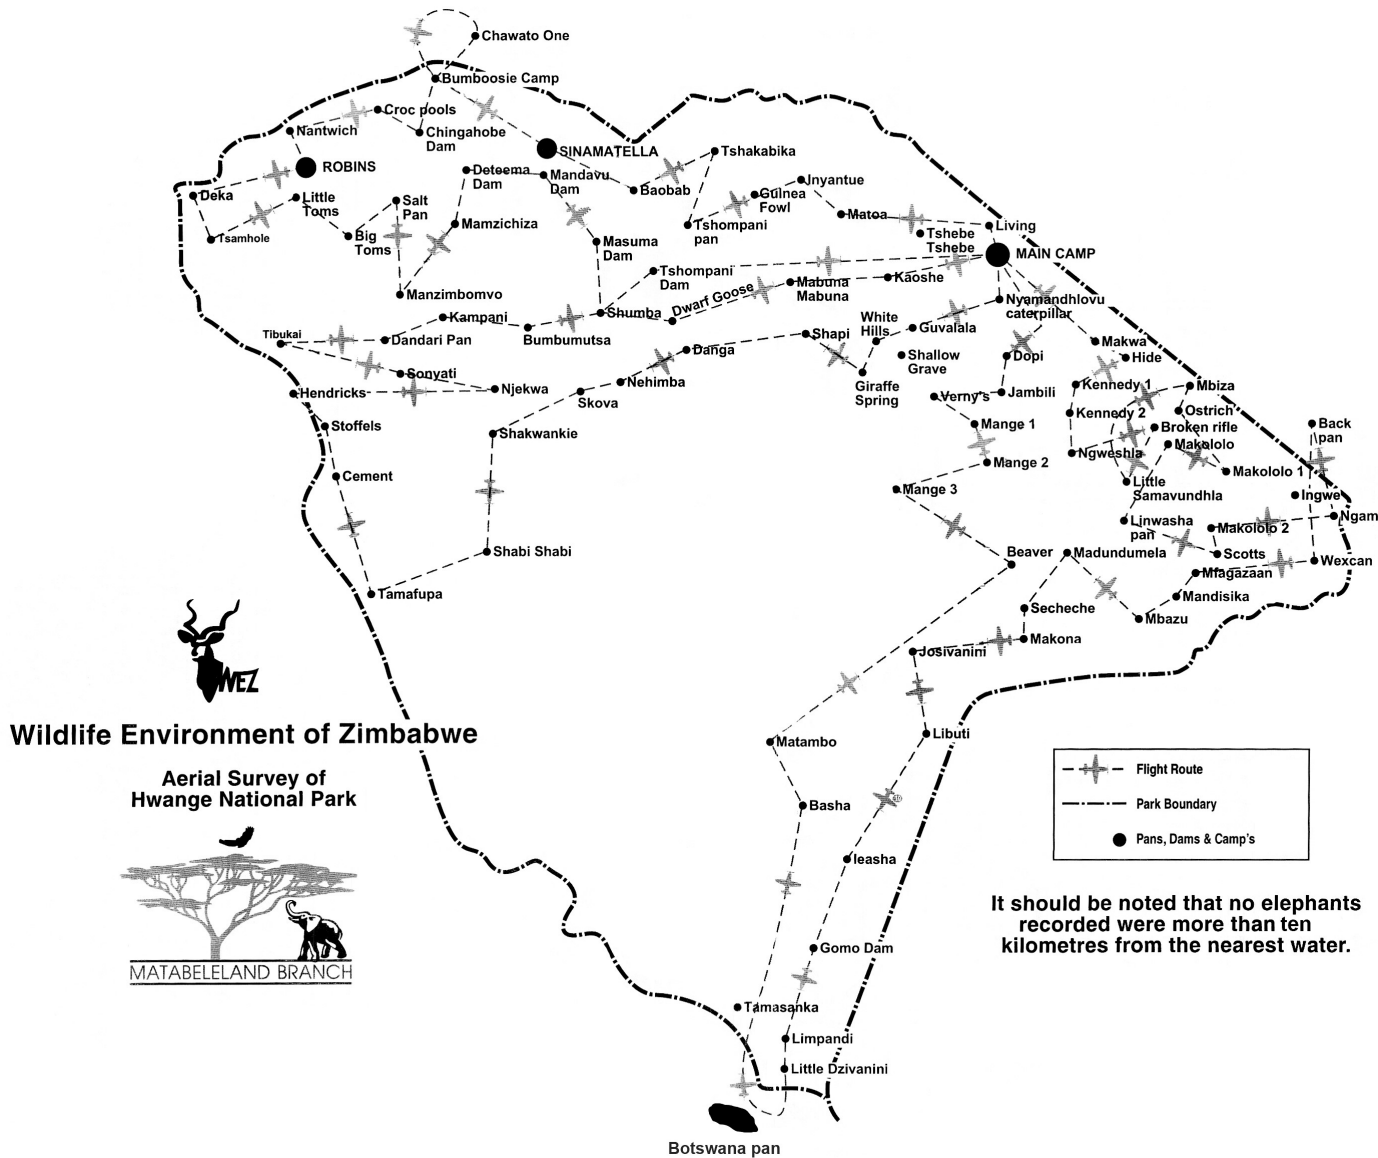 Chawato One
Bumboosie Camp
Croc pools
Nantwich
Chingahobe
Dam
SINAMATELLA
ROBINS
Tshakabika
Deteema
Dam
Mandavu
Dam
Baobab
Deka
Little
Toms
Salt
Pan
Guinea
Fowl
Jnyantue
Matoa
Living
Tsamhole
Big
Toms
Mamzichiza
Tshompani
pan
Tshebe
Tshebe
Masuma
Dam
MAIN CAMP
Tshompani
Dam
Kaoshe
Mabuna
Mabuna
Dwarf Goose
Manzimbomvo
Nyamandhlovu
caterpillar
Kampani
Shumba
Bumbumutsa
Tibukai
Dandari Pan
White
Hills
Guvalala
Shapi
Makwa
Hide
Danga
Shallow
Grave
Dopi
Giraffe
Spring
Sonyati
Nehimba
Njekwa
Hendricks
Skova
Verny's
Jambili
Kennedy 1
Mbiza
Kennedy 2
Ostrich
Stoffels
Shakwankie
Mange 1
Broken rifle
Back
pan
Makololo
Ngweshla
Mange 2
Makololo 1
Cement
Little
Samavundhla
Mange 3
Ingwe
Linwasha
pan
Makololo 2
Ngam
Shabi Shabi
Beaver
Madundumela
Scotts
Wexcan
Mfagazaan
Tamafupa
Mandisika
Secheche
Mbazu
Makona
Josivanini
WEZ
Wildlife Environment of Zimbabwe
Libuti
Matambo
Aerial Survey of
Hwange National Park
Flight Route
Park Boundary
Pans, Dams & Camp's
Basha
Ieasha
It should be noted that no elephants
recorded were more than ten
kilometres from the nearest water.
Gomo Dam
MATABELELAND BRANCH
Tamasanka
Limpandi
Little Dzivanini
Botswana pan